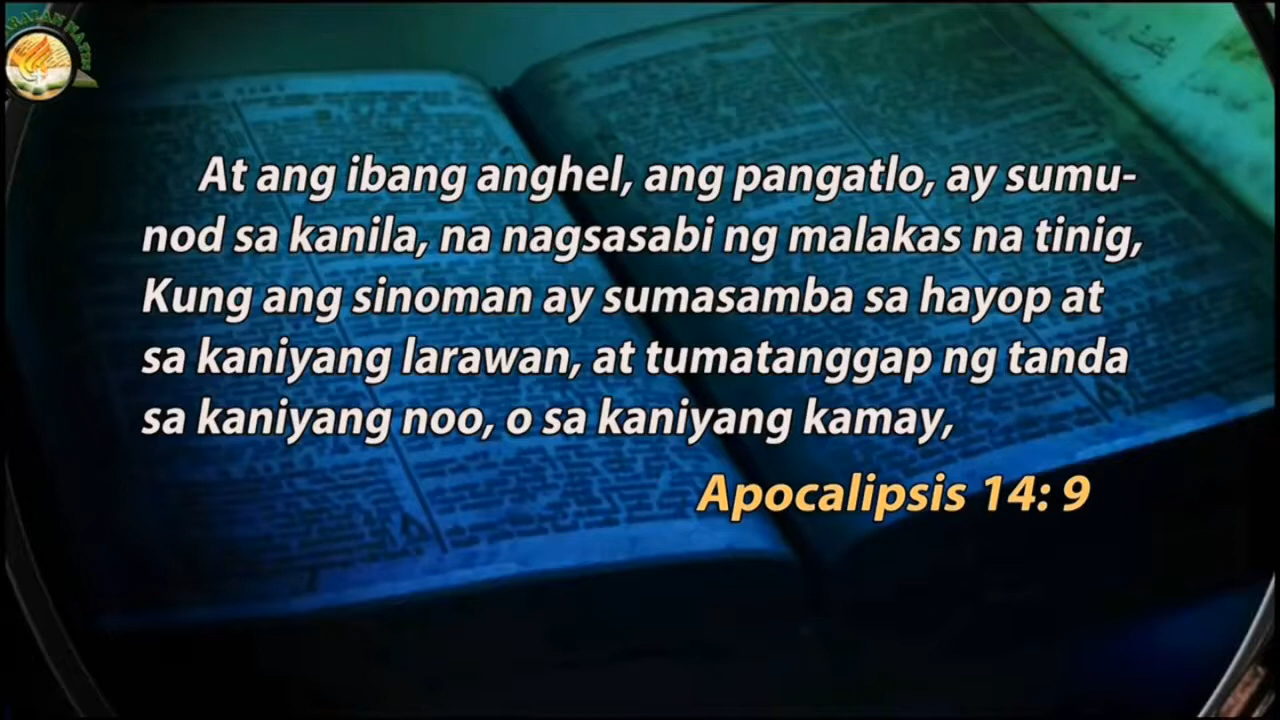 At ang ibang anghel, ang pangatlo, ay sumu-
nod sa kanila, na nagsasabi ng malakas na tinig,
Kung ang sinoman ay sumasamba sa hayop at
sa kaniyang larawan, at tumatanggap ng tanda
sa kaniyang noo, o sa kaniyang kamay,
Apocalipsis 14: 9